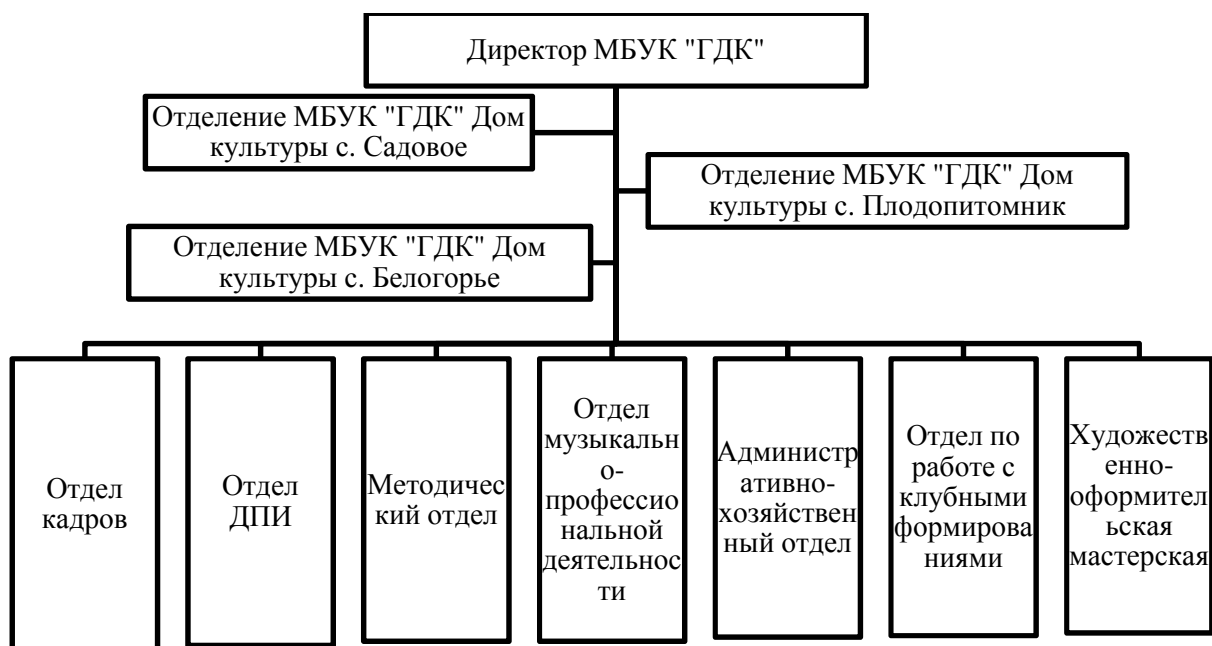 Директор МБУК "ГДК"
Отделение МБУК "ГДК" Дом
культуры с. Садовое
Отделение МБУК "ГДК" Дом
культуры с. Плодопитомник
Отделение МБУК "ГДК" Дом
культуры с. Белогорье
Отдел
кадров
Отдел
ДПИ
Методичес
кий отдел
Отдел
музыкальн
о-
профессио
нальной
деятельнос
ти
Администр
ативно-
хозяйствен
ный отдел
Отдел по
работе с
клубными
формирова
ниями
Художеств
енно-
оформител
ьская
мастерская